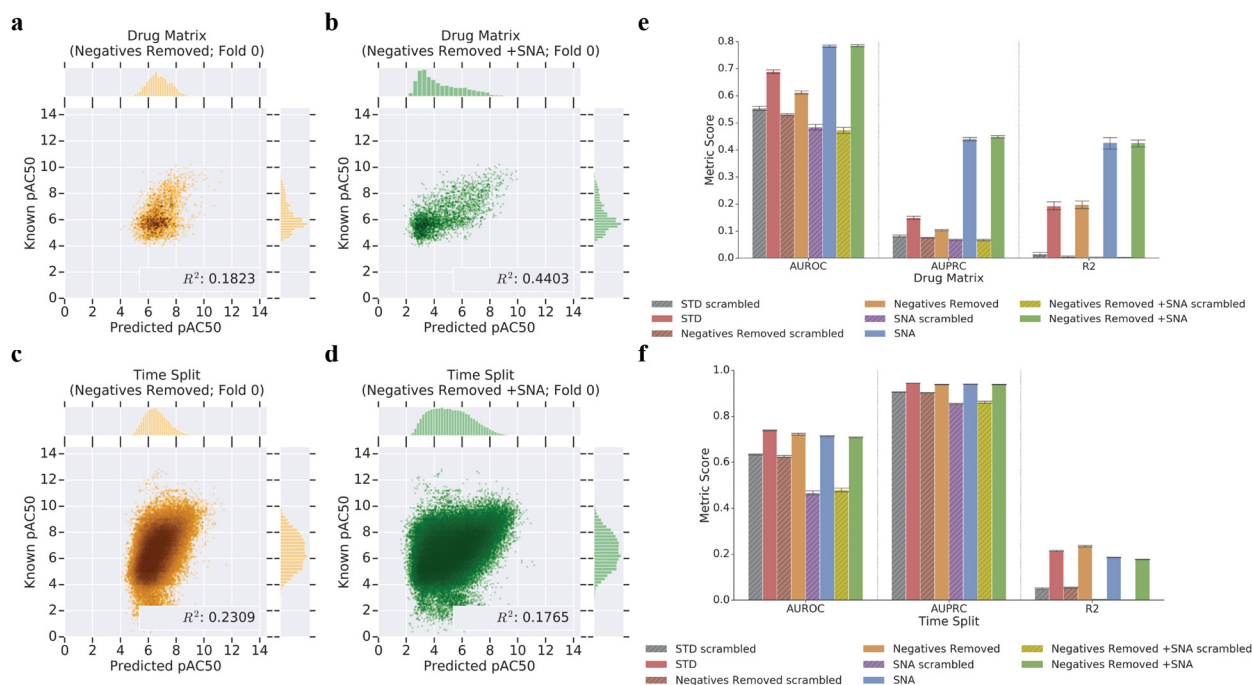 a
Drug Matrix
(Negatives Removed; Fold 0)
14
12
10
8
6
4
2
0
Known pAC50
R²: 0.1823
0 2 4 6 8 10 12 14
Predicted pAC50
b
Drug Matrix
(Negatives Removed +SNA; Fold 0)
14
12
10
8
6
4
2
0
Known pAC50
R²: 0.4403
0 2 4 6 8 10 12 14
Predicted pAC50
c
Time Split
(Negatives Removed; Fold 0)
14
12
10
8
6
4
2
0
Known pAC50
R²: 0.2309
0 2 4 6 8 10 12 14
Predicted pAC50
d
Time Split
(Negatives Removed +SNA; Fold 0)
14
12
10
8
6
4
2
0
Known pAC50
R²: 0.1765
0 2 4 6 8 10 12 14
Predicted pAC50
e
0.8
0.7
0.6
0.5
0.4
0.3
0.2
0.1
0.0
Metric Score
AUROC AUPRC R2
Drug Matrix
STD scrambled Negatives Removed Negatives Removed +SNA scrambled
STD SNA scrambled Negatives Removed +SNA
Negatives Removed scrambled SNA
f
1.0
0.8
0.6
0.4
0.2
0.0
Metric Score
AUROC AUPRC R2
Time Split
STD scrambled Negatives Removed Negatives Removed +SNA scrambled
STD SNA scrambled Negatives Removed +SNA
Negatives Removed scrambled SNA